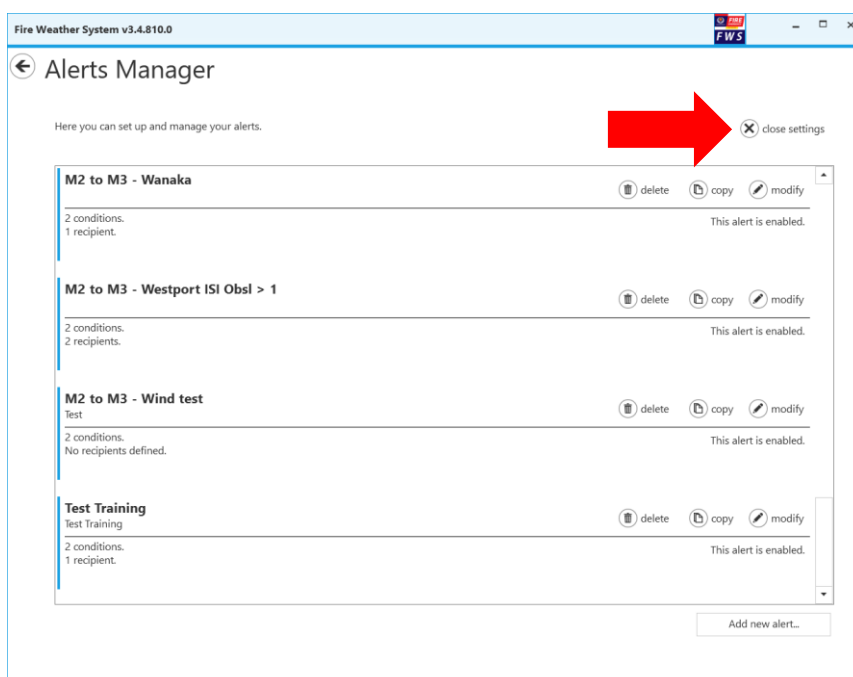 Fire Weather System v3.4.810.0
FIRE
FWS
Alerts Manager
Here you can set up and manage your alerts.
close settings
M2 to M3 - Wanaka
delete copy modify
2 conditions.
This alert is enabled.
1 recipient.
M2 to M3 - Westport ISI Obsl > 1
delete copy modify
2 conditions.
This alert is enabled.
2 recipients.
M2 to M3 - Wind test
Test
delete copy modify
2 conditions.
This alert is enabled.
No recipients defined.
Test Training
Test Training
delete copy modify
2 conditions.
This alert is enabled.
1 recipient.
Add new alert...